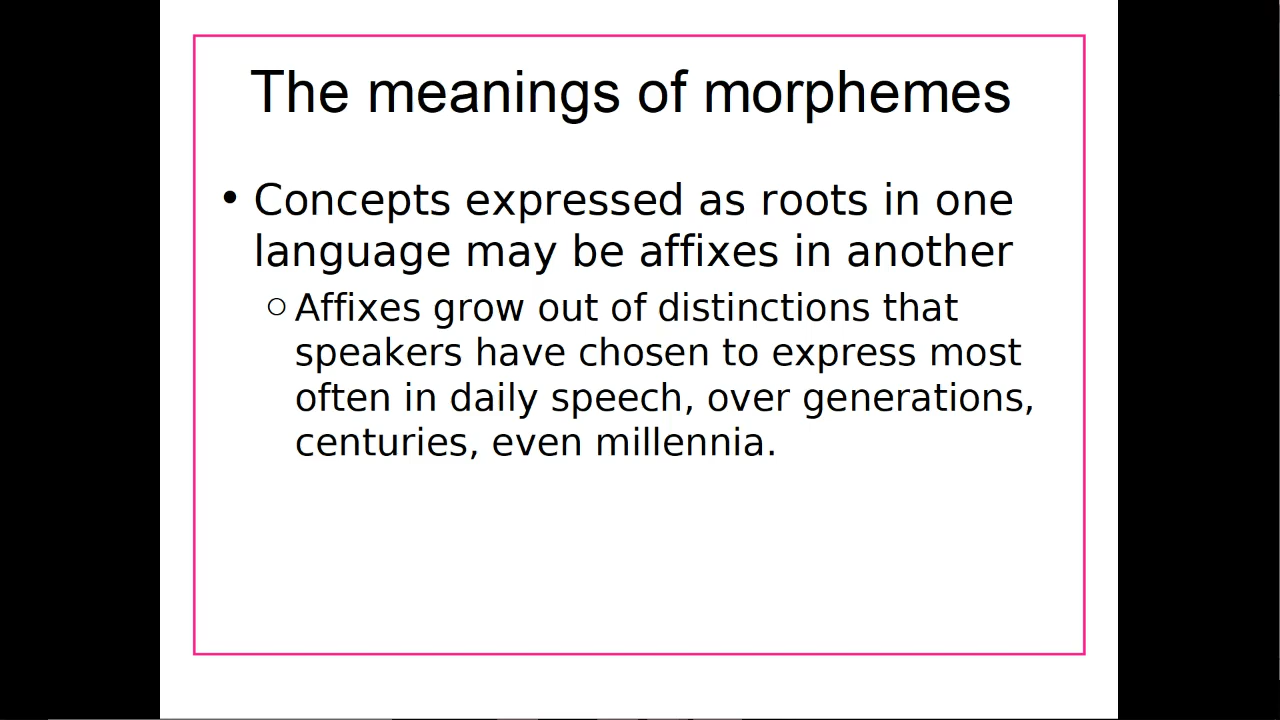 The meanings of morphemes
• Concepts expressed as roots in one
language may be affixes in another
○ Affixes grow out of distinctions that
speakers have chosen to express most
often in daily speech, over generations,
centuries, even millennia.